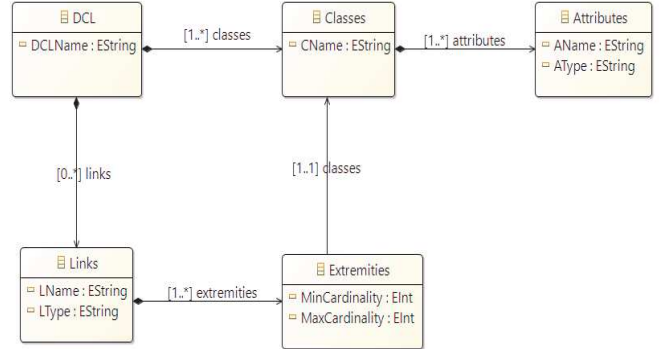 DCL
DCLName : EString
[1..*] classes
Classes
CName : EString
[1..*] attributes
Attributes
AName : EString
AType : EString
[0..*] links
[1..1] classes
Links
LName : EString
LType : EString
[1..*] extremities
Extremities
MinCardinality : EInt
MaxCardinality : EInt